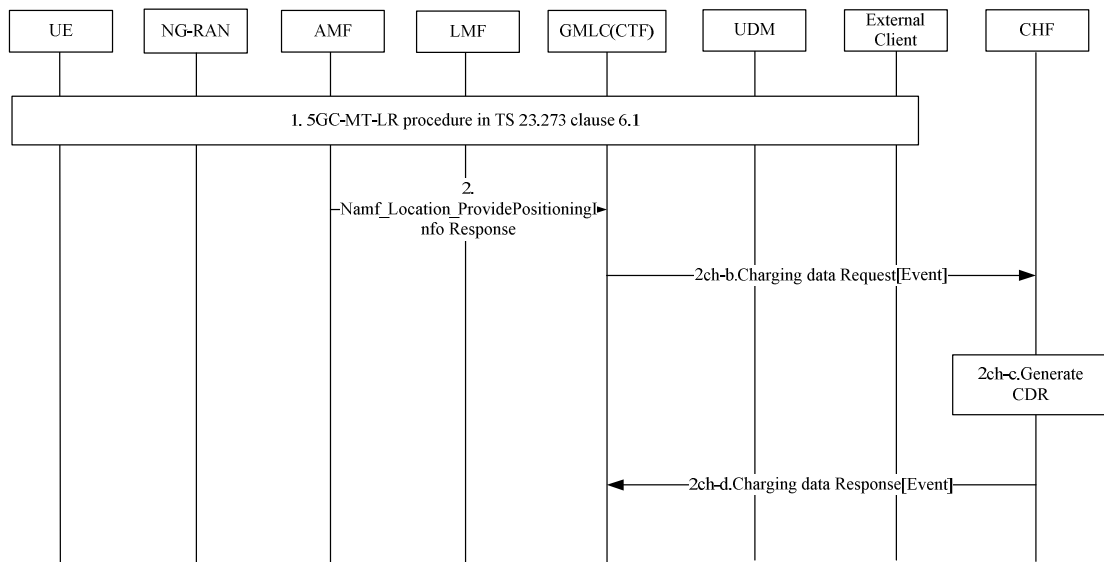 UE
NG-RAN
AMF
LMF
GMLC(CTF)
UDM
External
Client
CHF
1. 5GC-MT-LR procedure in TS 23.273 clause 6.1
2.
Namf_Location_ProvidePositioningI
nfo Response
2ch-b.Charging data Request[Event]
2ch-c.Generate
CDR
2ch-d.Charging data Response[Event]